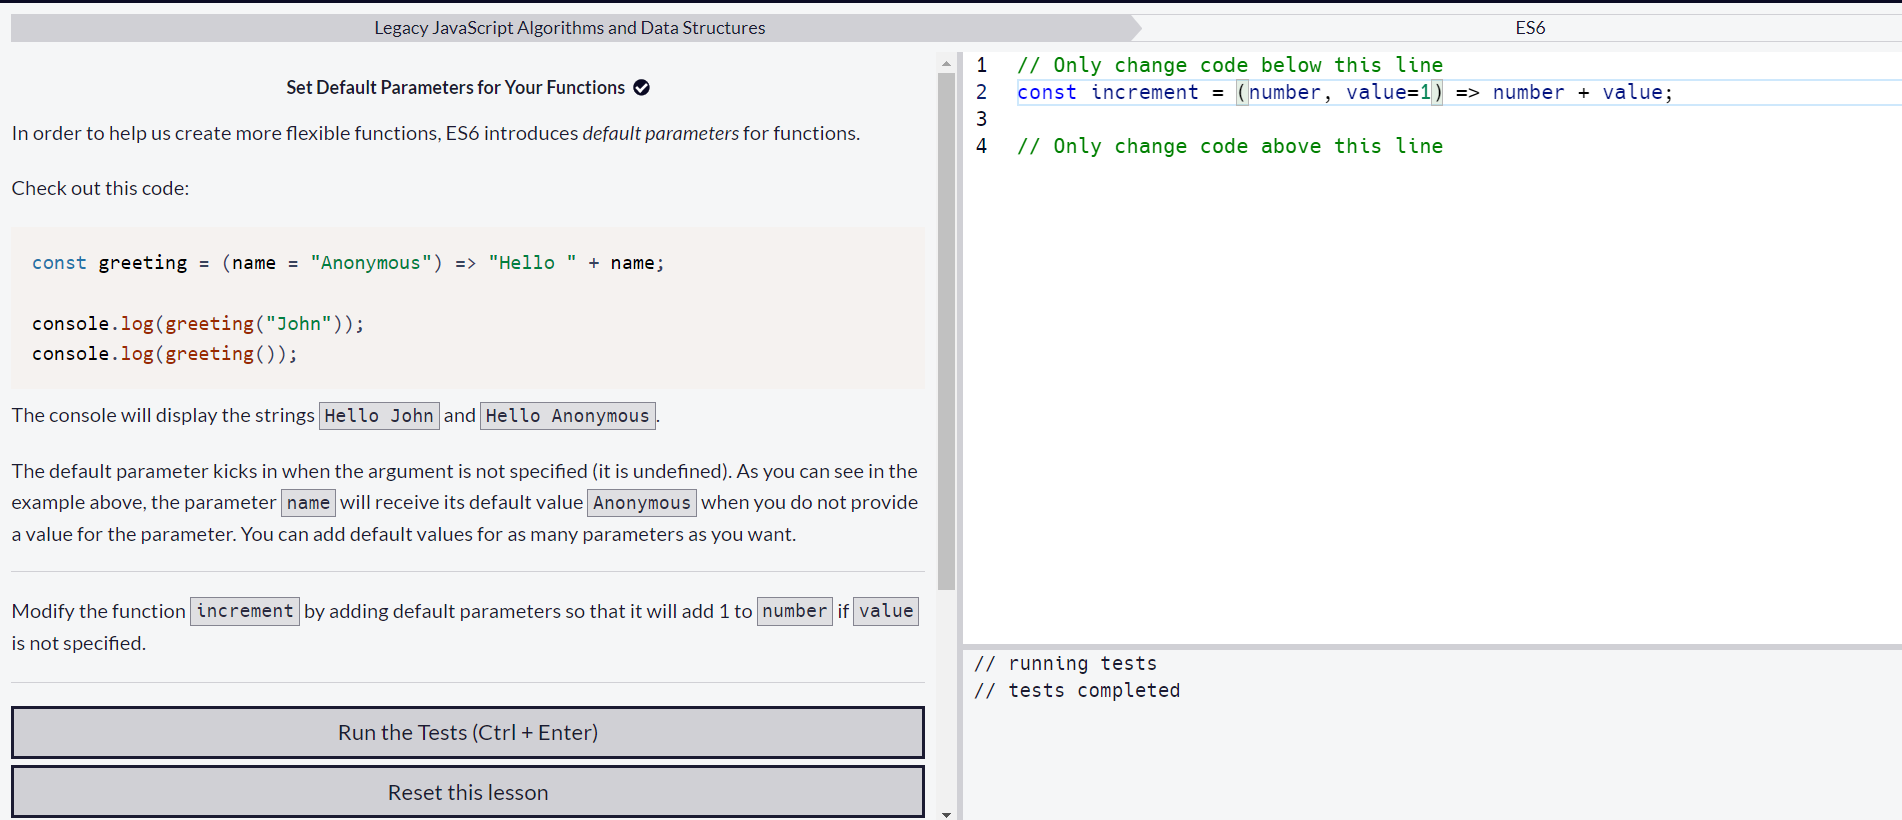 Legacy JavaScript Algorithms and Data Structures
ES6
Set Default Parameters for Your Functions
In order to help us create more flexible functions, ES6 introduces default parameters for functions.
Check out this code:
const greeting = (name = "Anonymous") => "Hello " + name;
console.log(greeting("John"));
console.log(greeting());
The console will display the strings Hello John and Hello Anonymous.
The default parameter kicks in when the argument is not specified (it is undefined). As you can see in the
example above, the parameter name will receive its default value Anonymous when you do not provide
a value for the parameter. You can add default values for as many parameters as you want.
Modify the function increment by adding default parameters so that it will add 1 to number if value
is not specified.
Run the Tests (Ctrl + Enter)
Reset this lesson
1 // Only change code below this line
2 const increment = (number, value=1) => number + value;
3
4 // Only change code above this line
// running tests
// tests completed